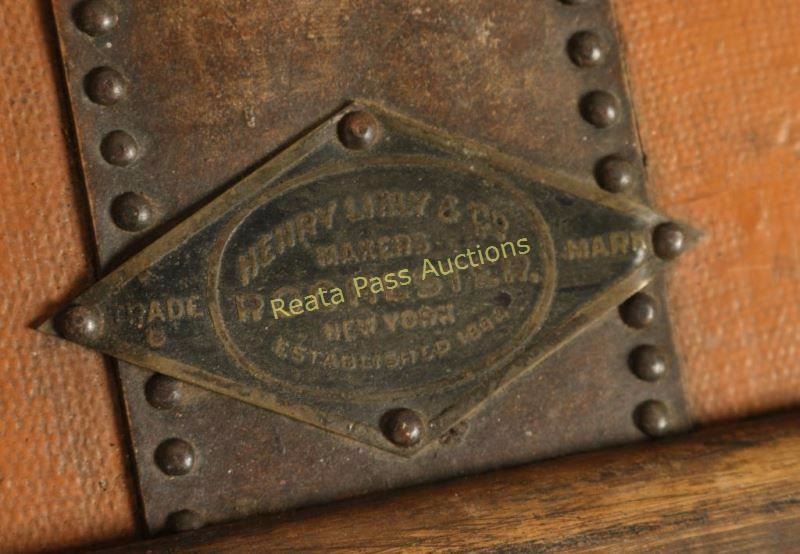 HENRY LIKLY & CO
MAKERS
TRADE MARK
ROCHESTER.
Reata Pass Auctions
NEW YORK
ESTABLISHED